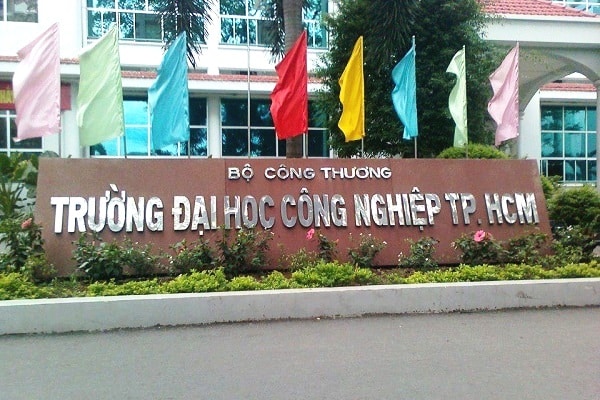 BỘ CÔNG THƯƠNG
TRƯỜNG ĐẠI HỌC CÔNG NGHIỆP TP. HCM